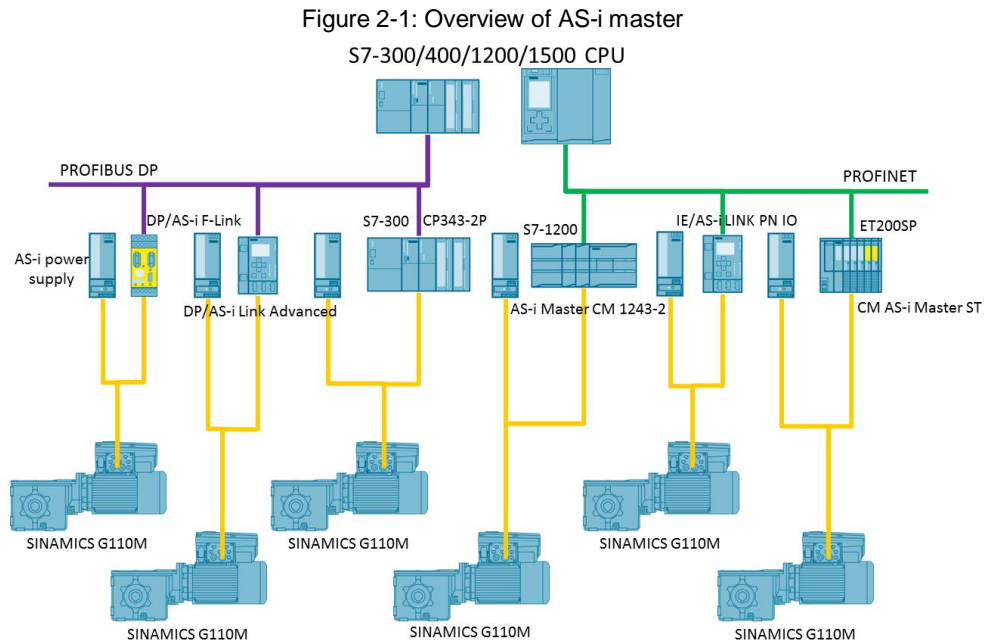 Figure 2-1: Overview of AS-i master
S7-300/400/1200/1500 CPU
PROFIBUS DP
PROFINET
DP/AS-i F-Link
S7-300
CP343-2P
S7-1200
IE/AS-i LINK PN IO
ET200SP
AS-i power
supply
DP/AS-i Link Advanced
AS-i Master CM 1243-2
CM AS-i Master ST
SINAMICS G110M
SINAMICS G110M
SINAMICS G110M
SINAMICS G110M
SINAMICS G110M
SINAMICS G110M